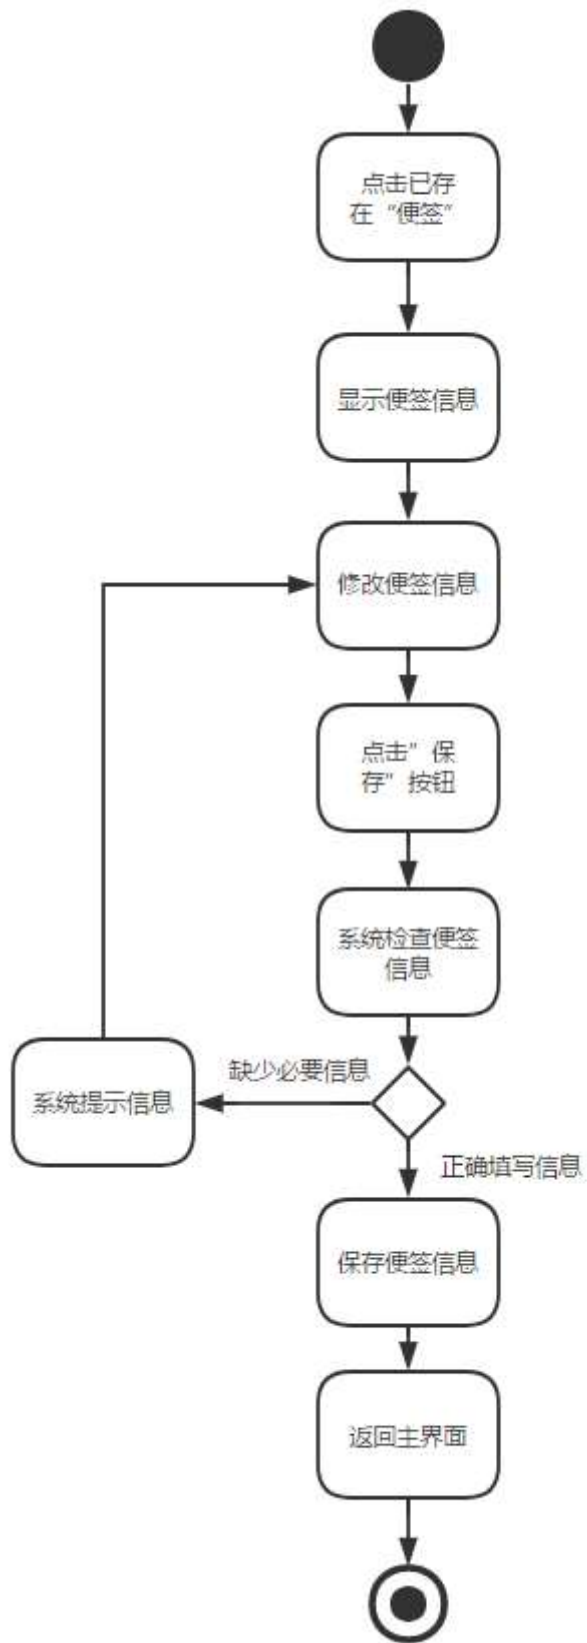 点击已存
在“便签”
显示便签信息
修改便签信息
点击”保
存”按钮
系统检查便签
信息
缺少必要信息
系统提示信息
正确填写信息
保存便签信息
返回主界面